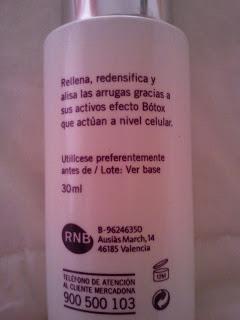 Rellena, redensifica y
alisa las arrugas gracias a
sus activos efecto Bótox
que actúan a nivel celular.
Utilícese preferentemente
antes de / Lote: Ver base
30ml
RNB
B-96246350
Ausiàs March, 14
46185 Valencia
TELÉFONO DE ATENCIÓN
AL CLIENTE MERCADONA
900 500 103
12M